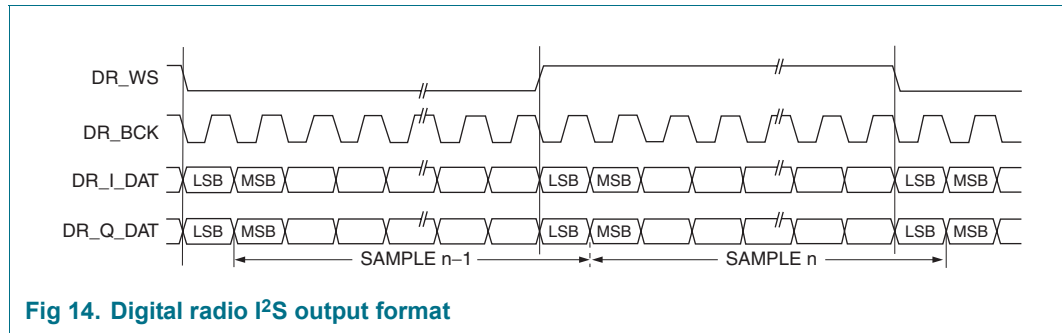 DR_WS
DR_BCK
DR_I_DAT LSB MSB LSB MSB LSB MSB
DR_Q_DAT LSB MSB LSB MSB LSB MSB
SAMPLE n−1 SAMPLE n
Fig 14. Digital radio I²S output format